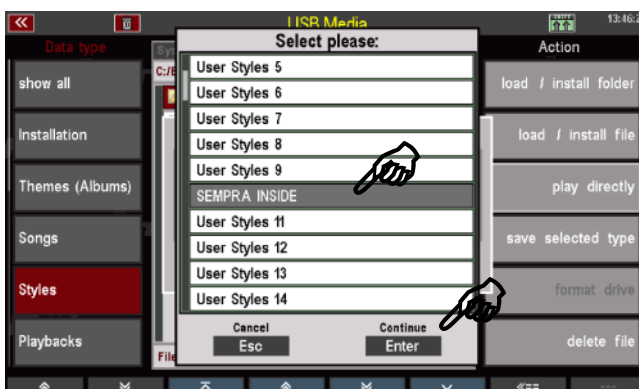 USB Media
13:46:2
Data type
Action
Select please:
Sys
C:/E
show all
Installation
Themes (Albums)
Songs
Styles
Playbacks
User Styles 5
User Styles 6
User Styles 7
User Styles 8
User Styles 9
SEMPRA INSIDE
User Styles 11
User Styles 12
User Styles 13
User Styles 14
Cancel
Esc
Continue
Enter
File
load / install folder
load / install file
play directly
save selected type
format drive
delete file